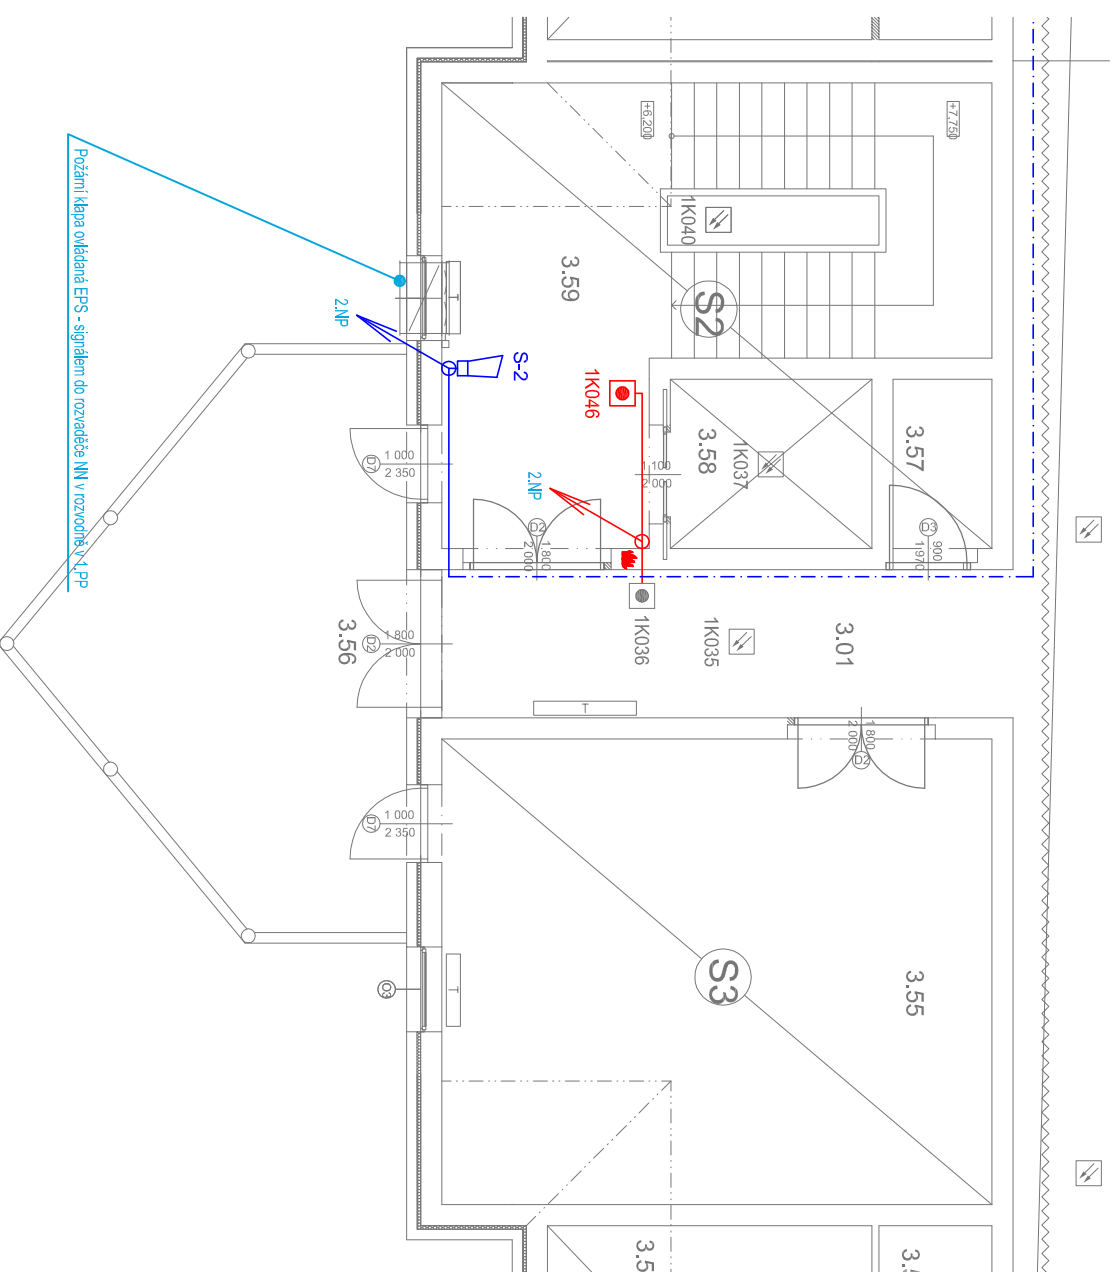 +6,200
+7,750
1K040
3.59
S2
Požární klapa ovládaná EPS - signálem do rozvaděče NN v rozvodně v 1.PP
2.NP
S-2
T
1K046
3.58
1K037
3.57
1 100
2 000
D7
1 000
2 350
2.NP
D2
1 800
2 000
D3
900
1970
1K036
1K035
3.01
3.56
D2
1 800
2 000
T
1 800
2 000
D2
D7
1 000
2 350
S3
3.55
O3
T